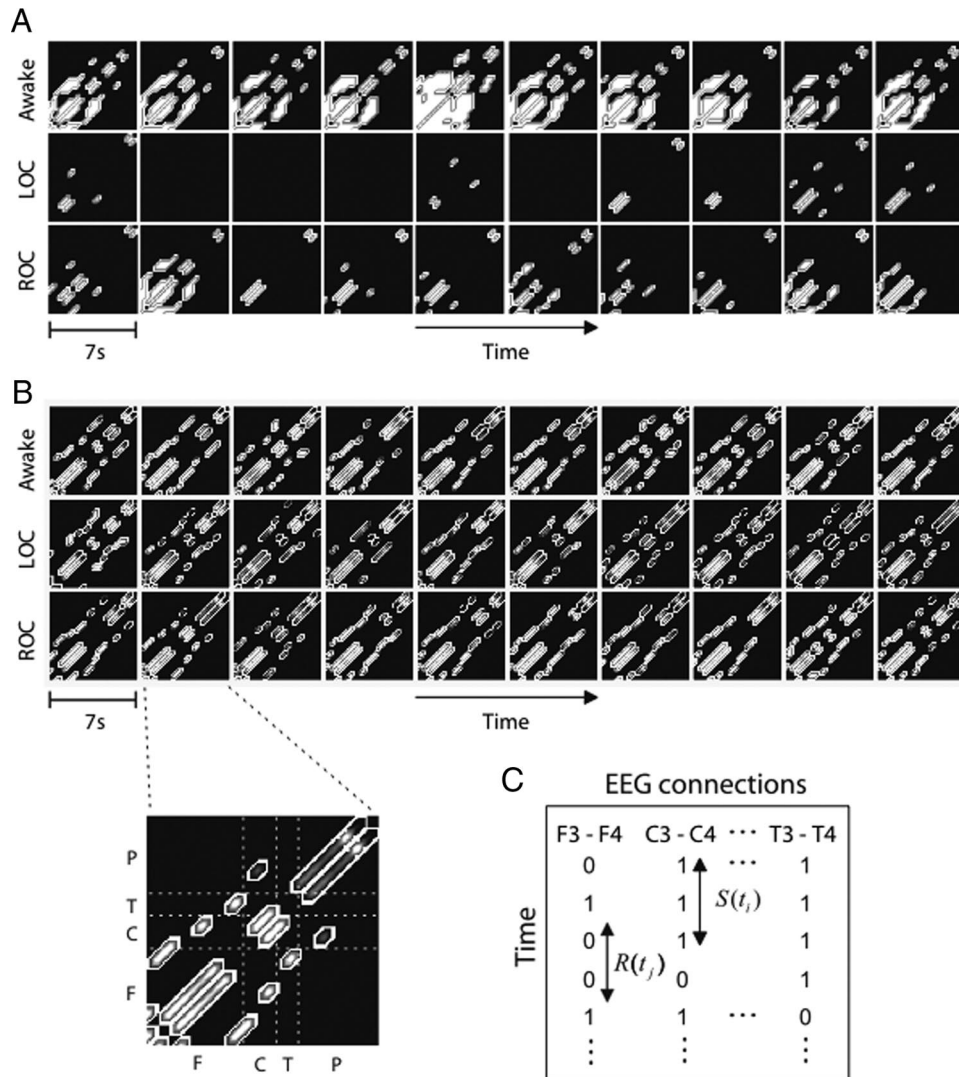 A
Awake
LOC
ROC
7s
Time
B
Awake
LOC
ROC
7s
Time
P
T
C
F
F C T P
C
EEG connections
Time
F3 - F4 C3 - C4 ··· T3 - T4
0 1 ··· 1
1 1 S(t_i) 1
0 1 1
R(t_j)
0 0 1
1 1 ··· 0
⋮ ⋮ ⋮